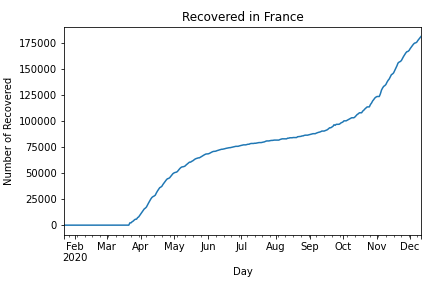 Recovered in France
Number of Recovered
175000
150000
125000
100000
75000
50000
25000
0
Feb Mar Apr May Jun Jul Aug Sep Oct Nov Dec
2020
Day